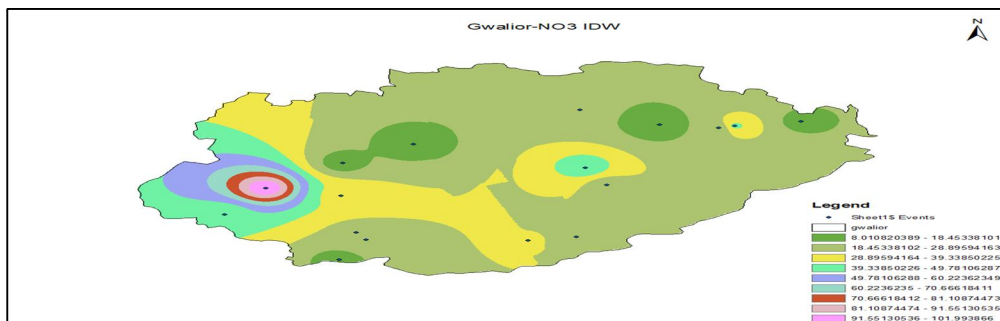 Gwalior-NO3 IDW
N
Legend
Sheet1$ Events
gwalior
8.010820389 - 18.45338101
18.45338102 - 28.89594163
28.89594164 - 39.33850225
39.33850226 - 49.78106287
49.78106288 - 60.22362349
60.2236235 - 70.66618411
70.66618412 - 81.10874473
81.10874474 - 91.55130535
91.55130536 - 101.993866